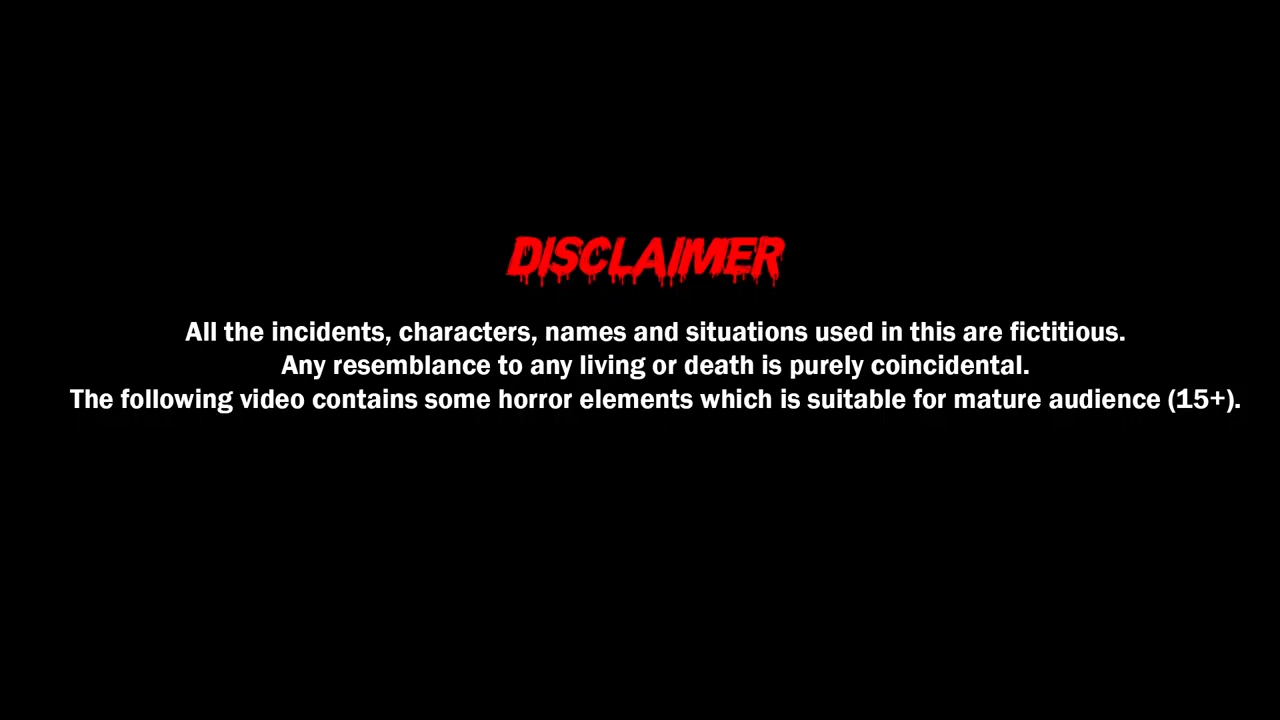 DISCLAIMER
All the incidents, characters, names and situations used in this are fictitious.
Any resemblance to any living or death is purely coincidental.
The following video contains some horror elements which is suitable for mature audience (15+).